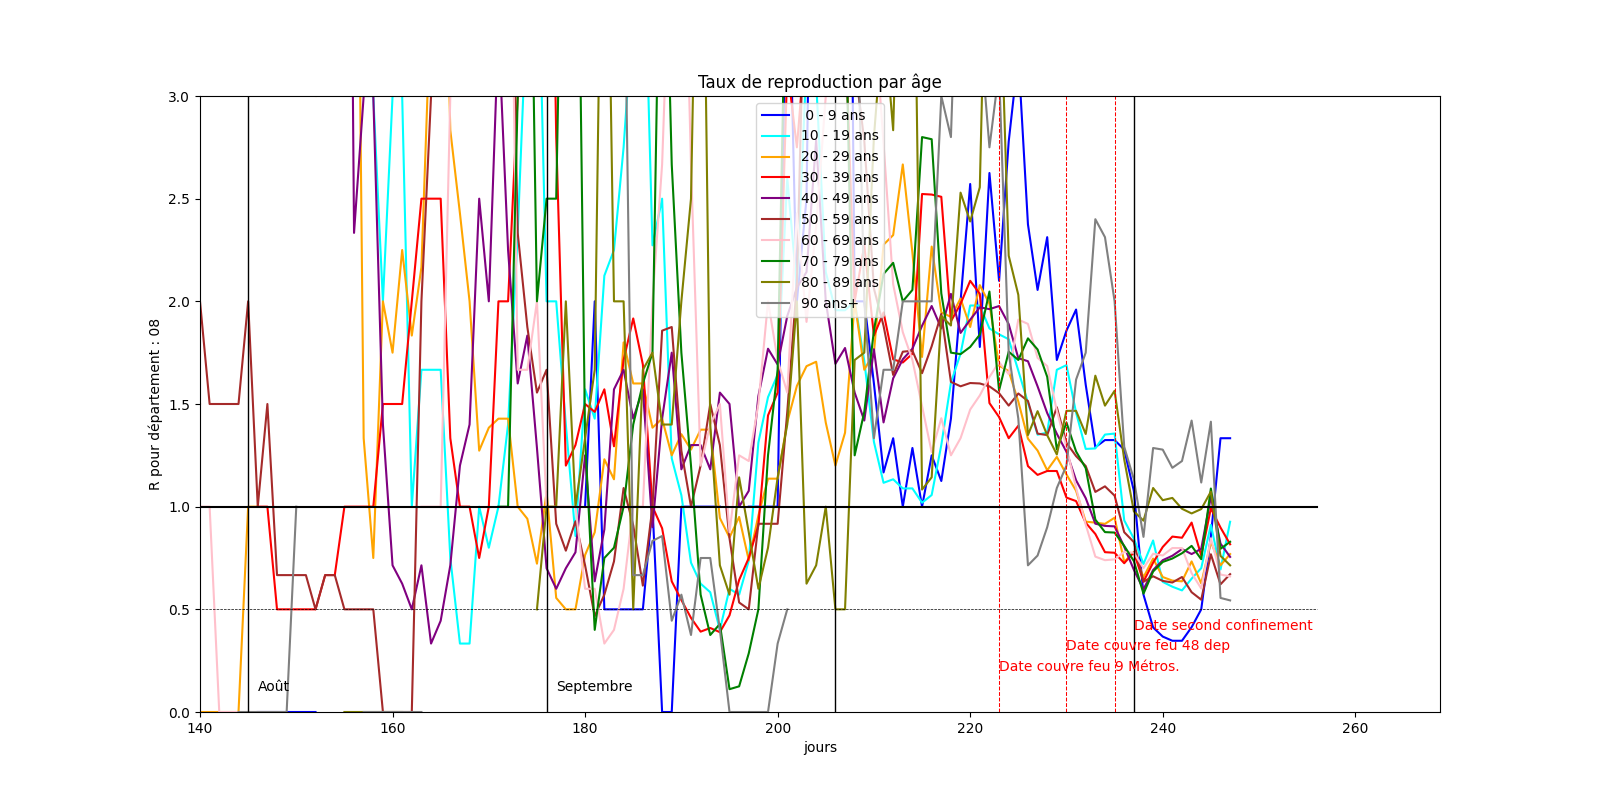 Taux de reproduction par âge
R pour département : 08
3.0
2.5
2.0
1.5
1.0
0.5
0.0
0 - 9 ans
10 - 19 ans
20 - 29 ans
30 - 39 ans
40 - 49 ans
50 - 59 ans
60 - 69 ans
70 - 79 ans
80 - 89 ans
90 ans+
Date second confinement
Date couvre feu 48 dep
Date couvre feu 9 Métros.
Août
Septembre
140
160
180
200
220
240
260
jours